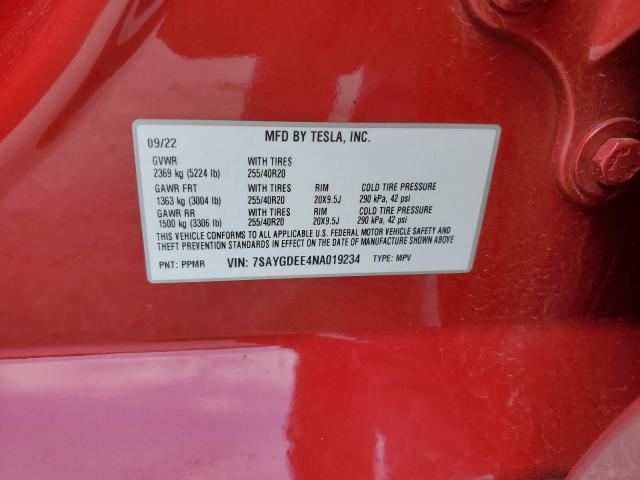 09/22 MFD BY TESLA, INC.
GVWR WITH TIRES
2369 kg (5224 lb) 255/40R20
GAWR FRT WITH TIRES RIM COLD TIRE PRESSURE
1363 kg (3004 lb) 255/40R20 20X9.5J 290 kPa, 42 psi
GAWR RR WITH TIRES RIM COLD TIRE PRESSURE
1500 kg (3306 lb) 255/40R20 20X9.5J 290 kPa, 42 psi
THIS VEHICLE CONFORMS TO ALL APPLICABLE U.S. FEDERAL MOTOR VEHICLE SAFETY AND
THEFT PREVENTION STANDARDS IN EFFECT ON THE DATE OF MANUFACTURE SHOWN ABOVE.
PNT: PPMR VIN: 7SAYGDEE4NA019234 TYPE: MPV